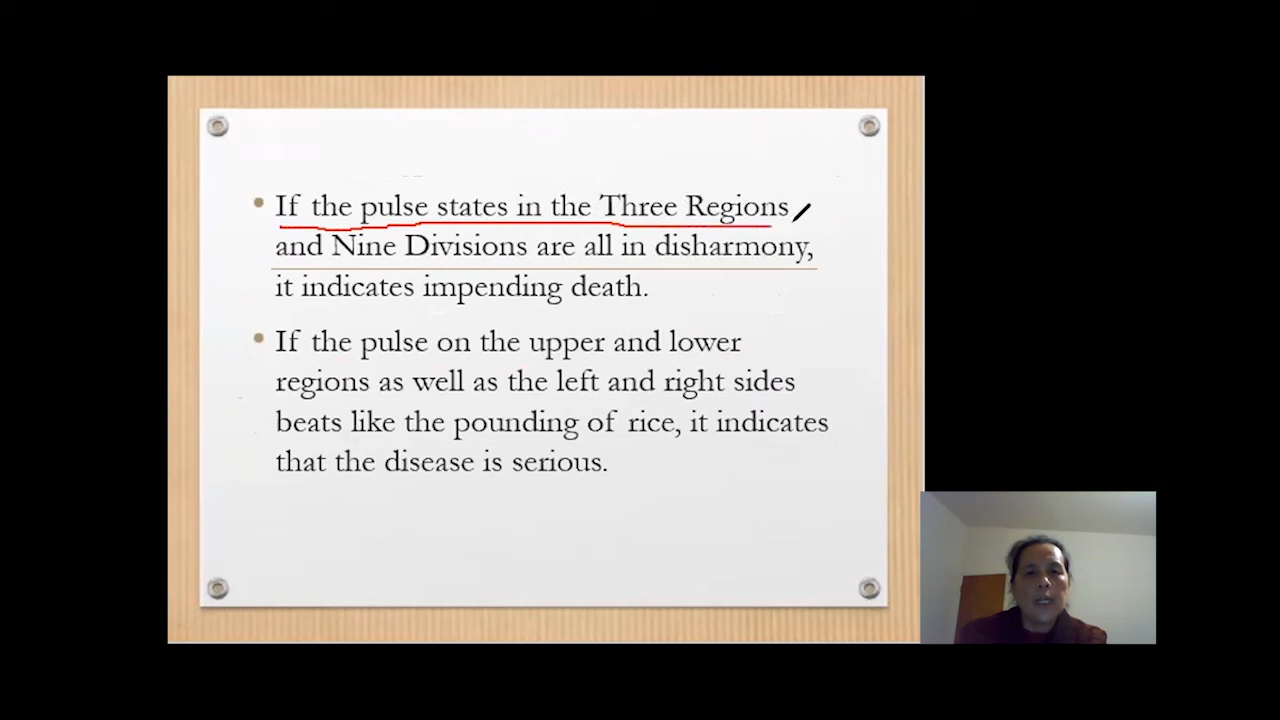 If the pulse states in the Three Regions
and Nine Divisions are all in disharmony,
it indicates impending death.
If the pulse on the upper and lower
regions as well as the left and right sides
beats like the pounding of rice, it indicates
that the disease is serious.